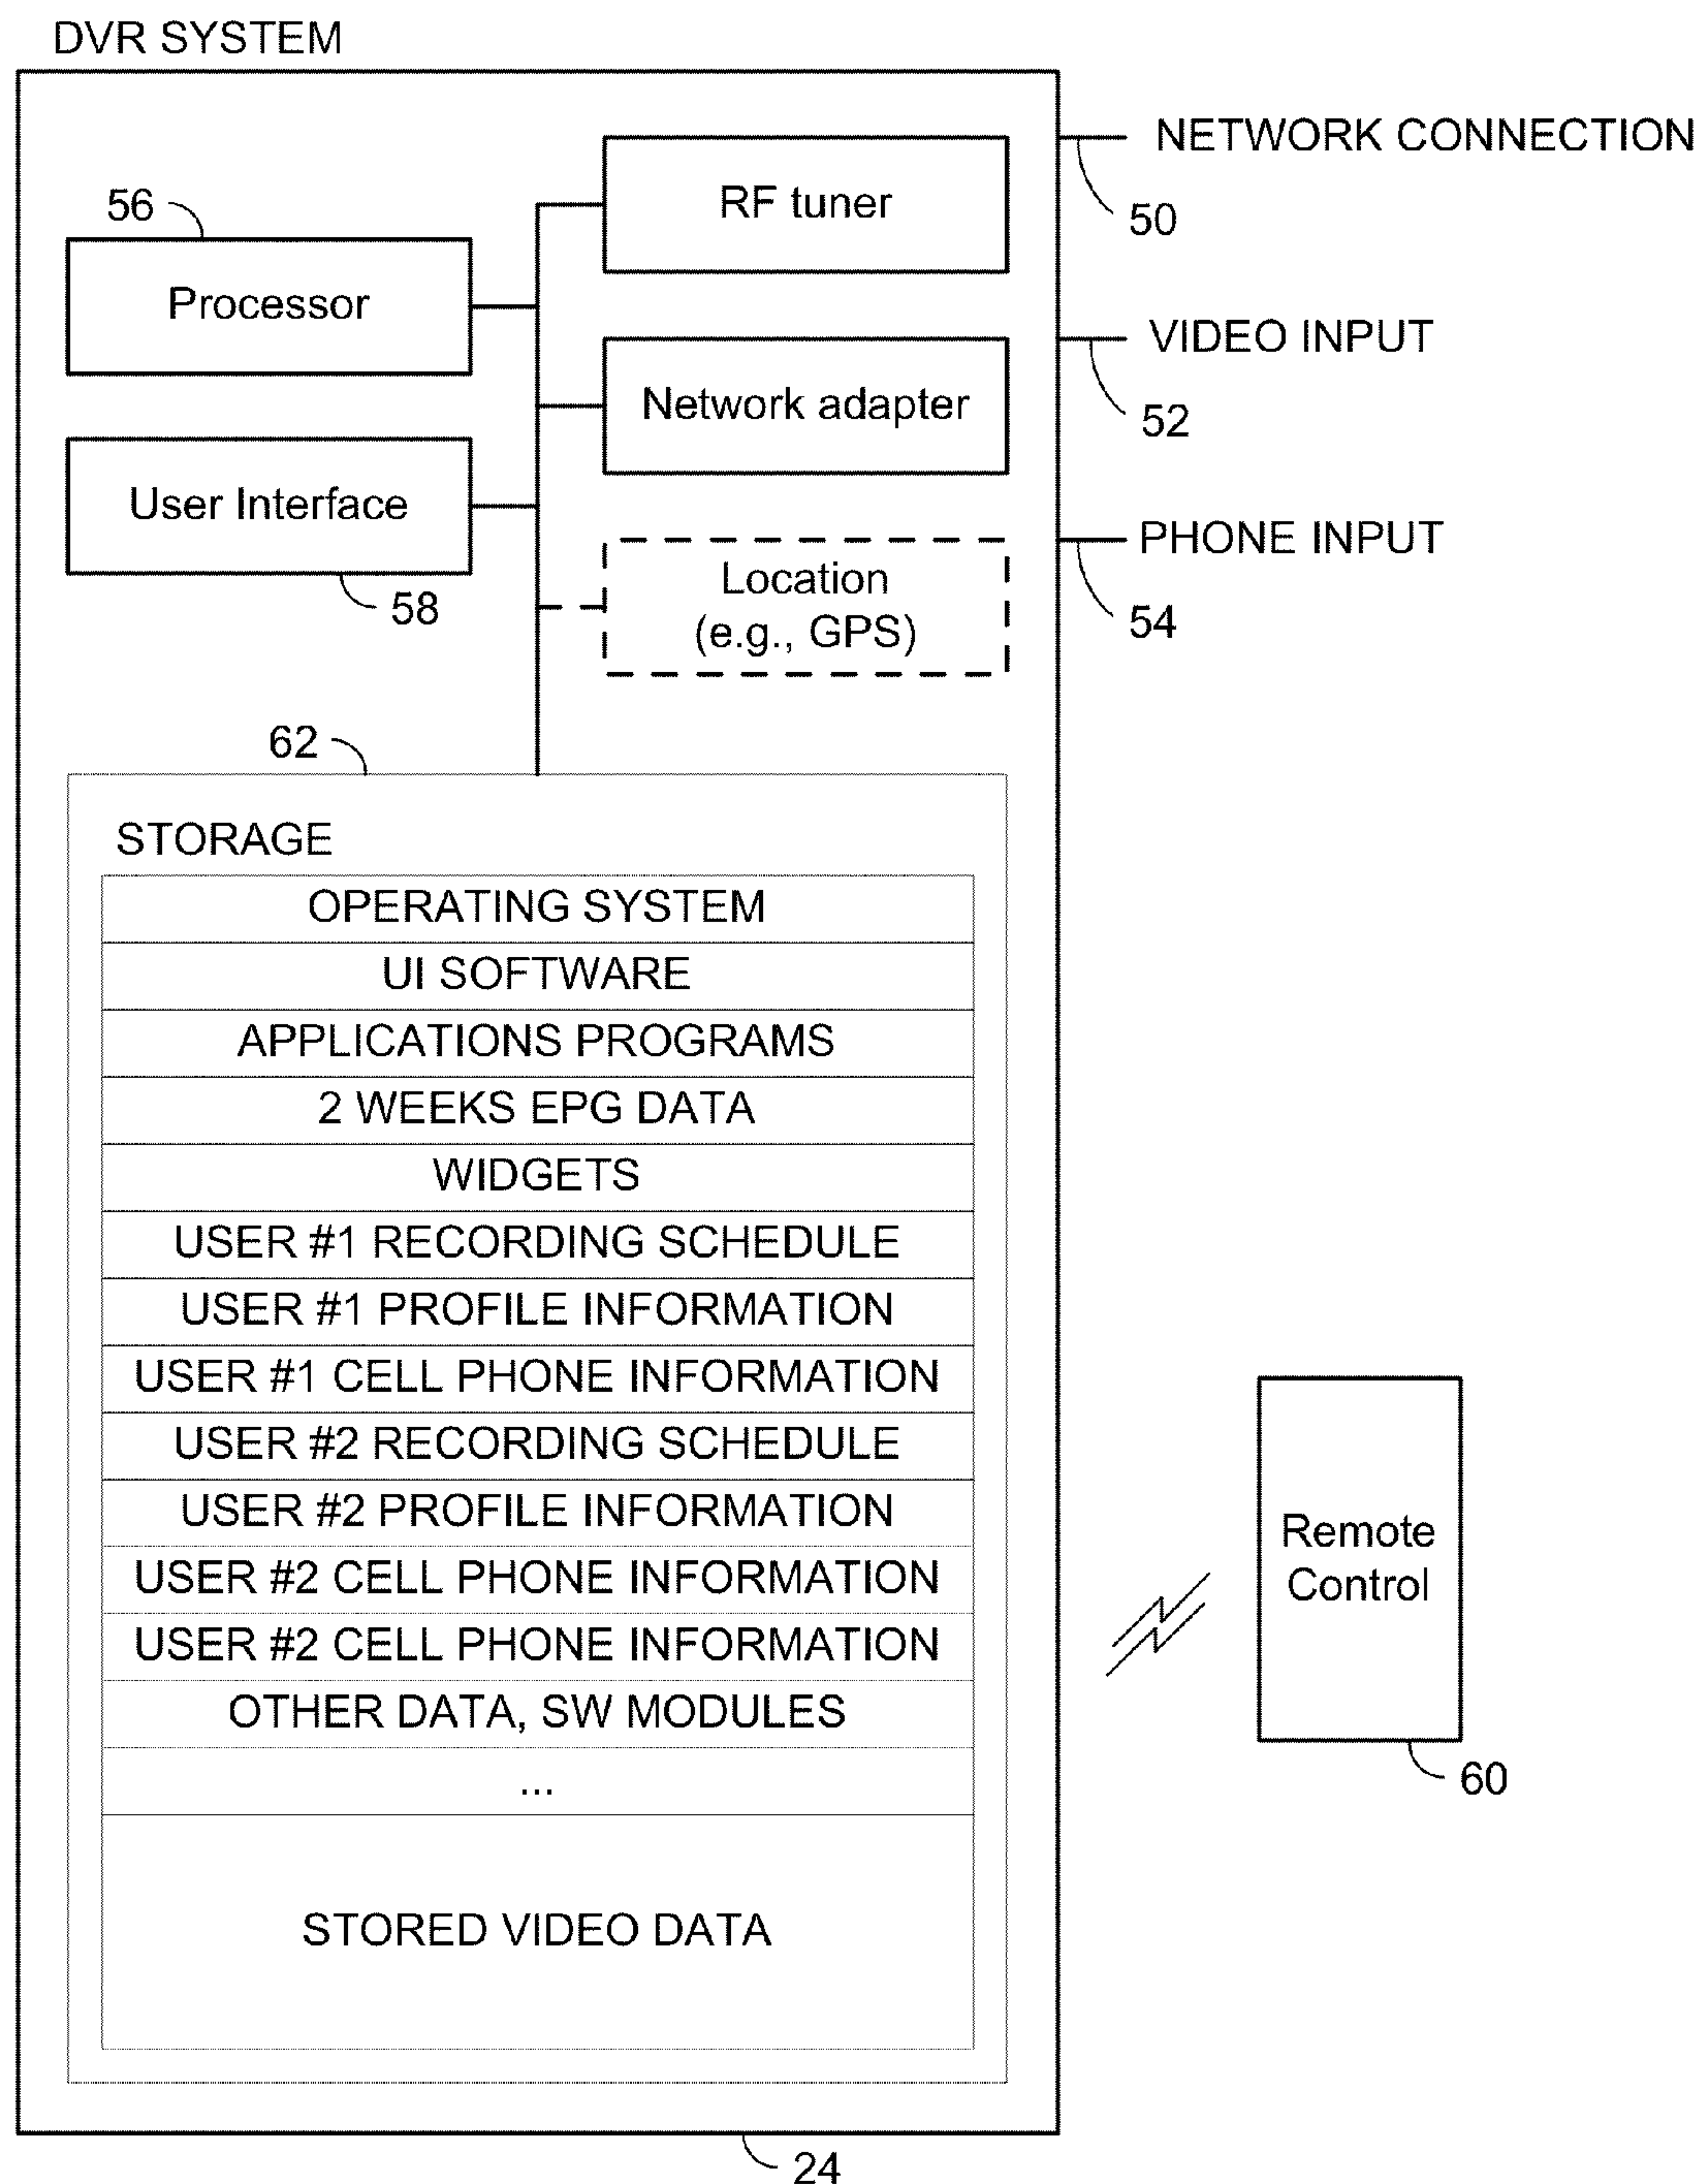 DVR SYSTEM
NETWORK CONNECTION
50
RF tuner
56
Processor
VIDEO INPUT
52
Network adapter
User Interface
58
PHONE INPUT
54
Location
(e.g., GPS)
62
STORAGE
OPERATING SYSTEM
UI SOFTWARE
APPLICATIONS PROGRAMS
2 WEEKS EPG DATA
WIDGETS
USER #1 RECORDING SCHEDULE
USER #1 PROFILE INFORMATION
USER #1 CELL PHONE INFORMATION
USER #2 RECORDING SCHEDULE
USER #2 PROFILE INFORMATION
USER #2 CELL PHONE INFORMATION
USER #2 CELL PHONE INFORMATION
OTHER DATA, SW MODULES
...
STORED VIDEO DATA
Remote
Control
60
24